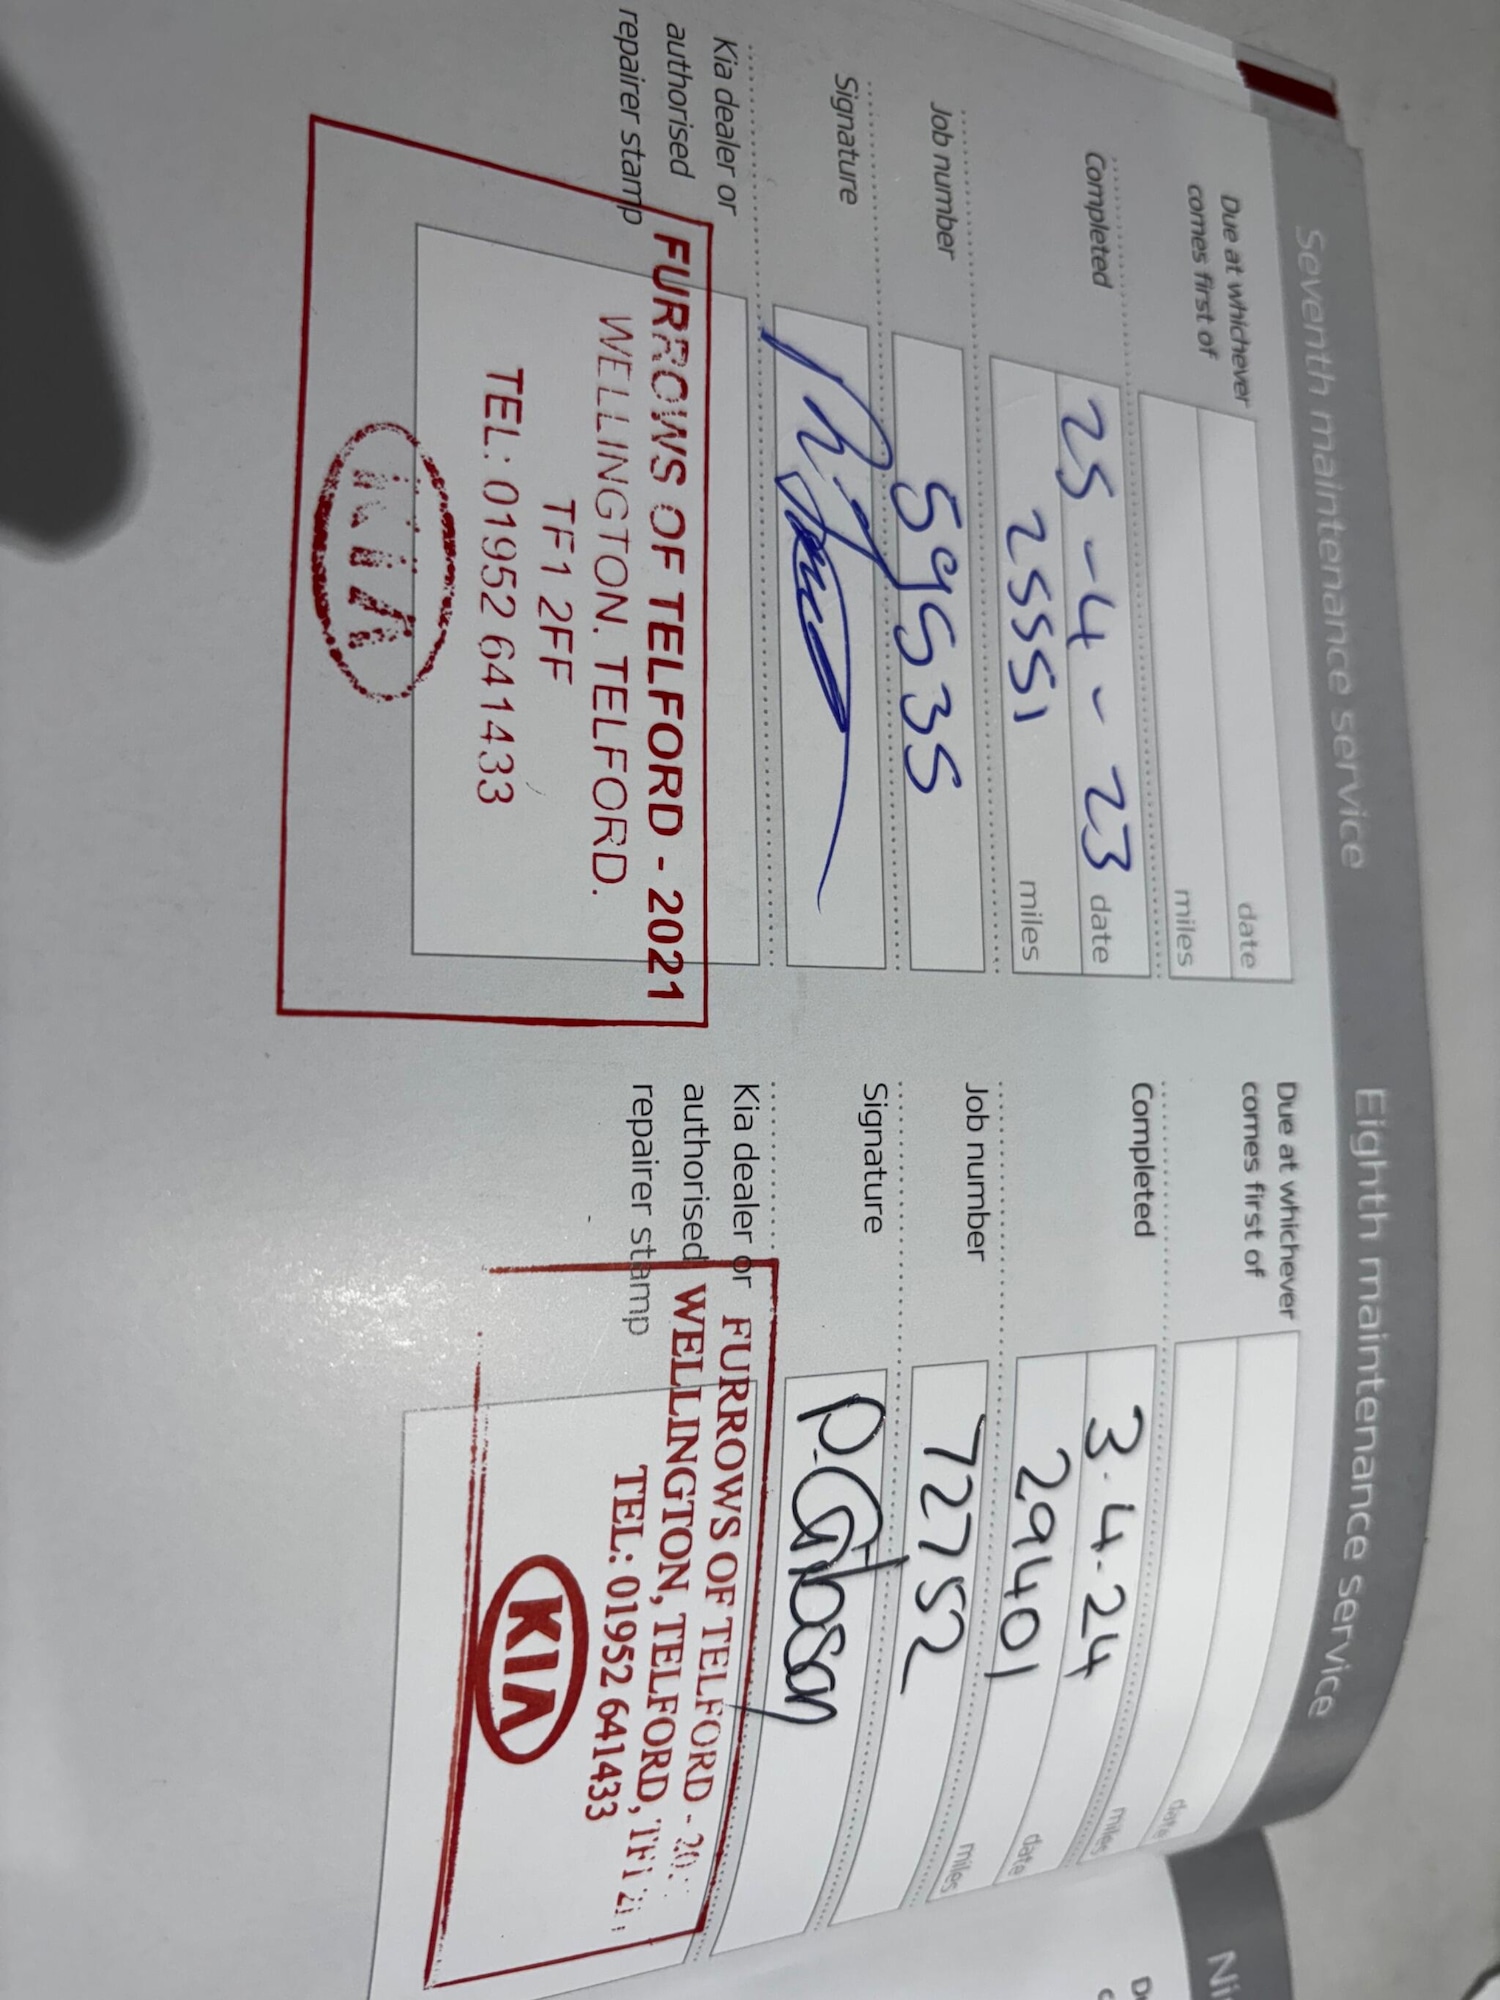 Seventh maintenance service
Due at whichever
comes first of
date
miles
Completed
25-4-23 date
25551 miles
Job number
59535
Signature
Kia dealer or
authorised
repairer stamp
FURROWS OF TELFORD - 2021
WELLINGTON, TELFORD.
TF1 2FF
TEL: 01952 641433
KIA
Eighth maintenance service
Due at whichever
comes first of
date
miles
Completed
3.4.24 date
29401 miles
Job number
72752
Signature
P.Gibson
Kia dealer or
authorised
repairer stamp
FURROWS OF TELFORD -
WELLINGTON, TELFORD, TF1
TEL: 01952 641433
KIA